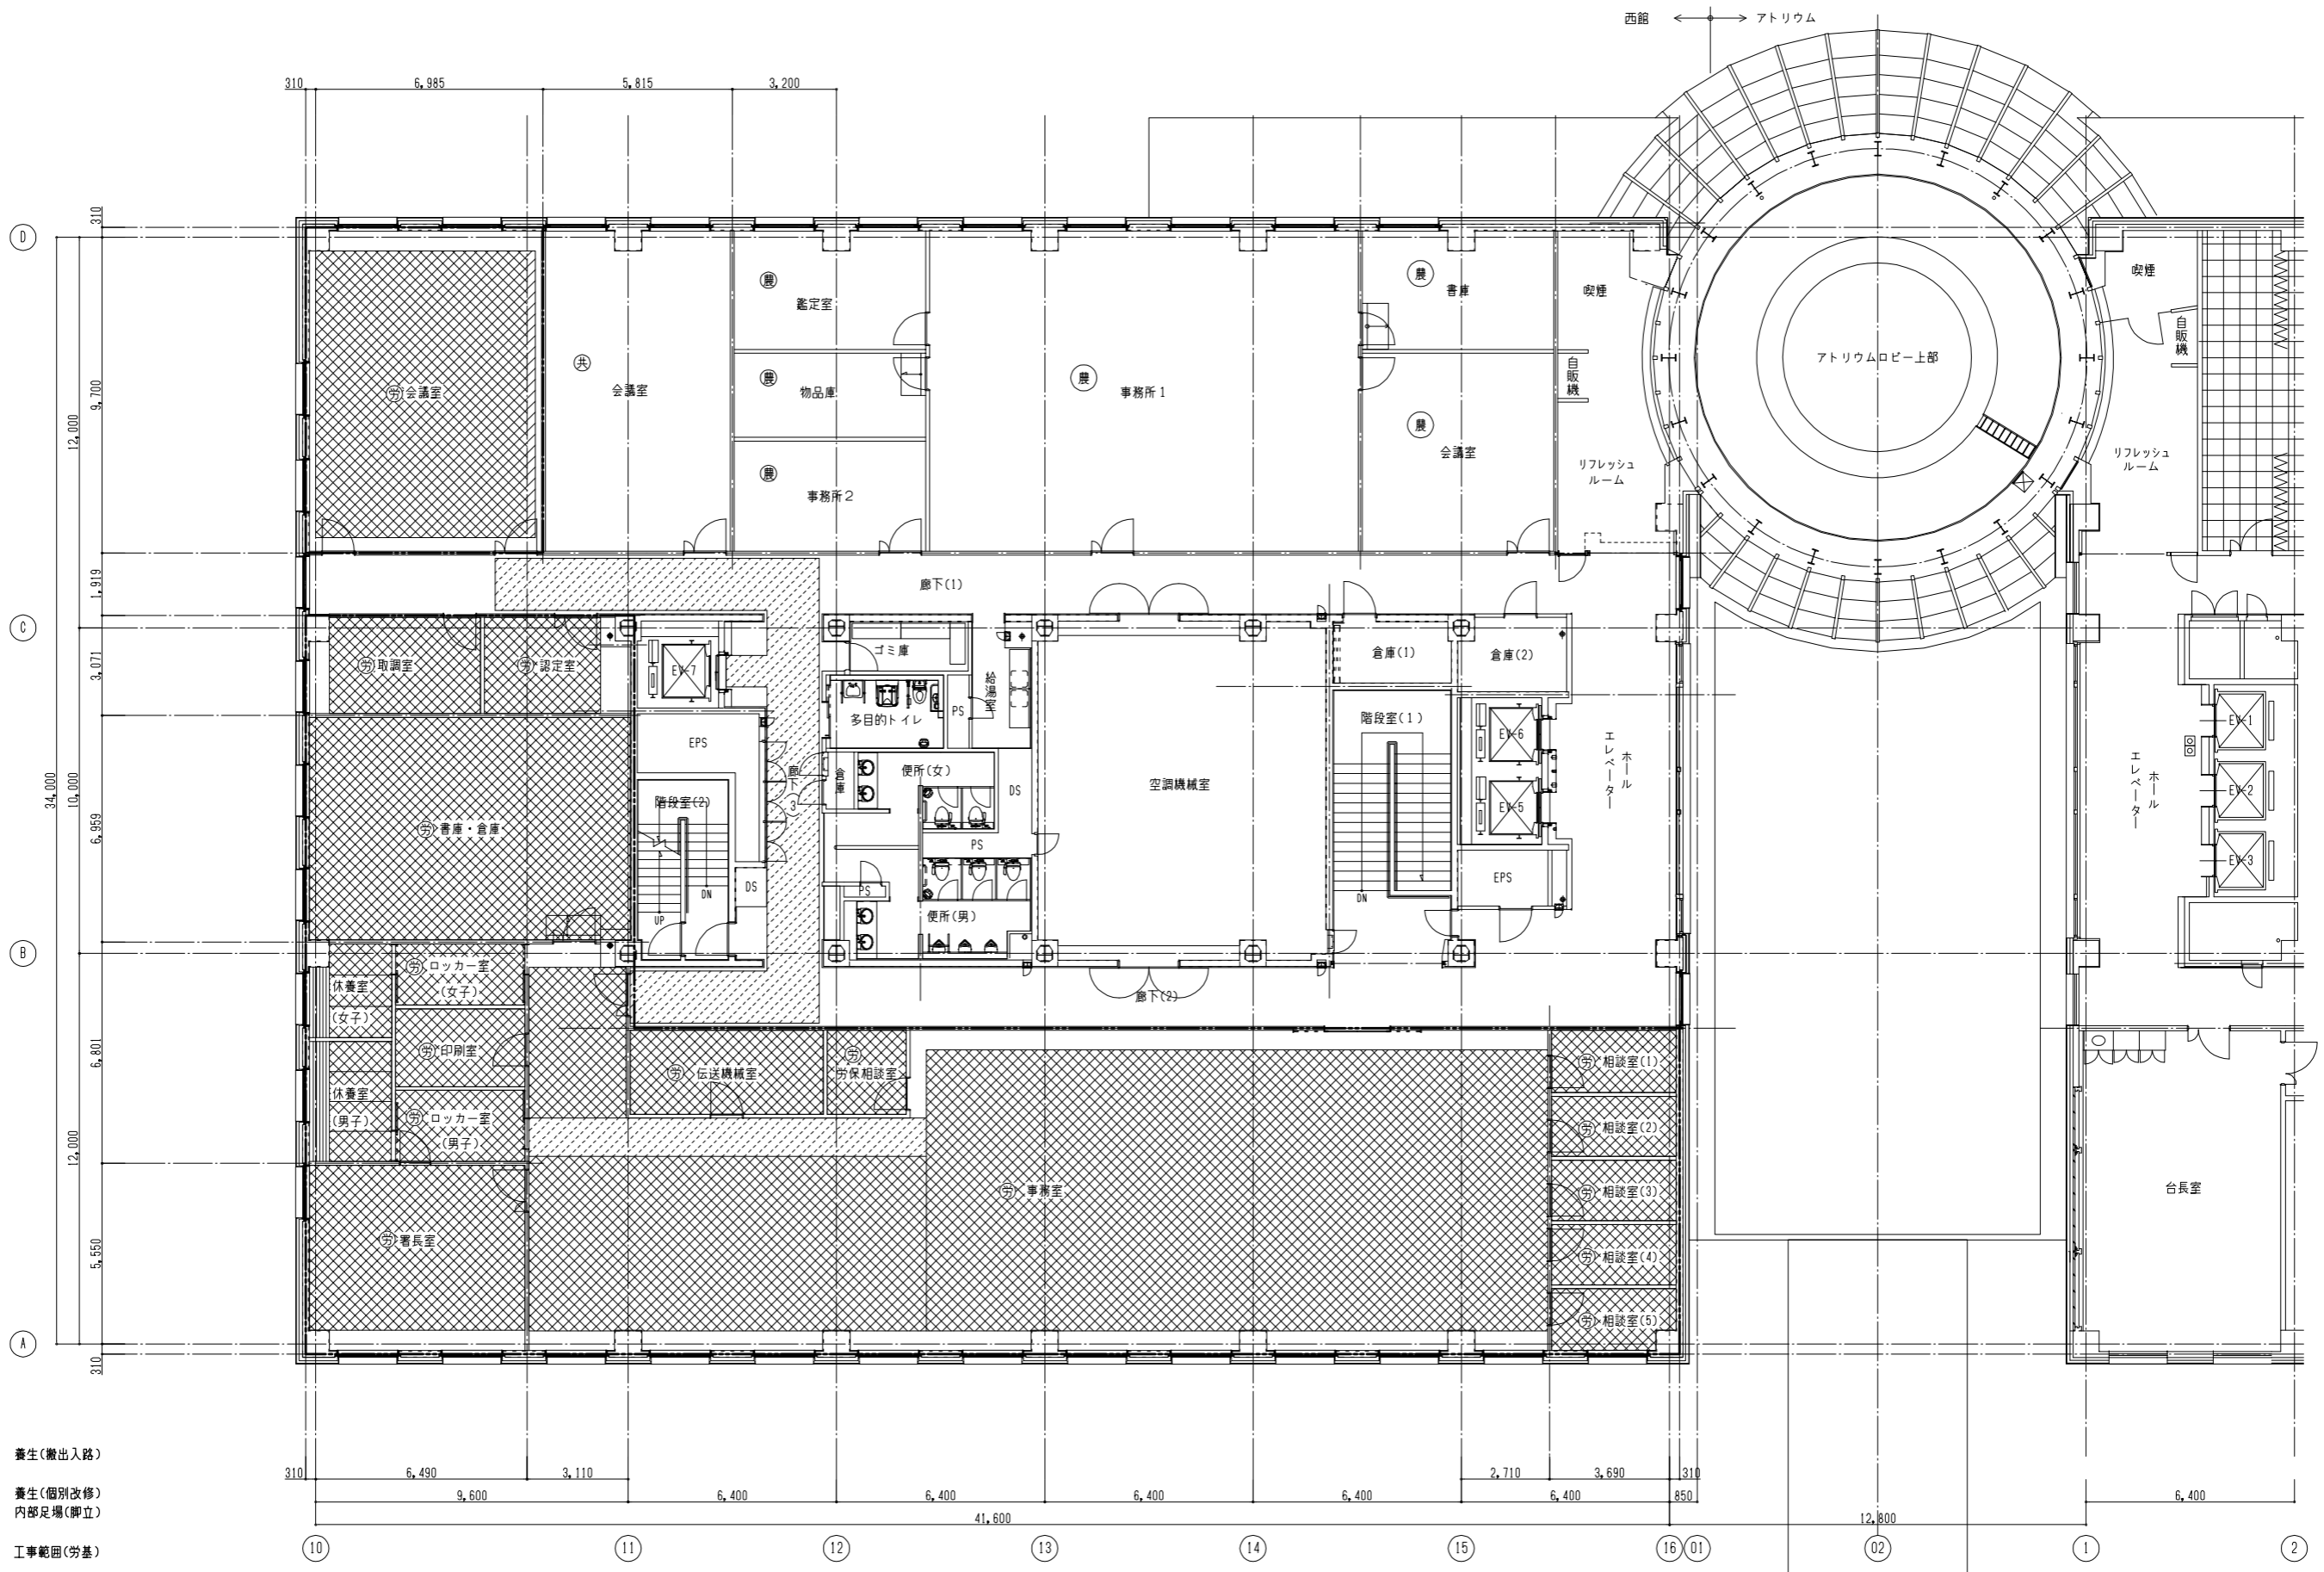 西館
アトリウム
310
6,985
5,815
3,200
310
D
喫煙
農
鑑定室
農
書庫
喫煙
自販機
アトリウムロビー上部
自販機
労 会議室
共
会議室
農
物品庫
農
事務所1
農
会議室
9,700
12,000
農
事務所2
リフレッシュ
ルーム
リフレッシュ
ルーム
1,919
廊下(1)
C
労 取調室
労 認定室
EV-7
ゴミ庫
給湯室
倉庫(1)
倉庫(2)
3,071
多目的トイレ
PS
階段室(1)
EV-6
エレベーター
ホール
EV-1
EPS
廊下
3
倉庫
便所(女)
DS
空調機械室
エレベーター
ホール
EV-2
34,000
10,000
6,959
階段室(2)
EV-5
労 書庫・倉庫
PS
EV-3
DS
DN
UP
PS
DN
EPS
便所(男)
B
労 ロッカー室
(女子)
休養室
(女子)
廊下(2)
労 印刷室
労 伝送機械室
労
労保相談室
労 相談室(1)
6,801
休養室
(男子)
労 ロッカー室
(男子)
労 相談室(2)
12,000
労 事務室
労 相談室(3)
台長室
労 署長室
労 相談室(4)
5,550
労 相談室(5)
A
310
養生(搬出入路)
310
6,490
3,110
2,710
3,690
310
養生(個別改修)
内部足場(脚立)
9,600
6,400
6,400
6,400
6,400
6,400
850
6,400
41,600
12,800
工事範囲(労基)
10
11
12
13
14
15
16
01
02
1
2